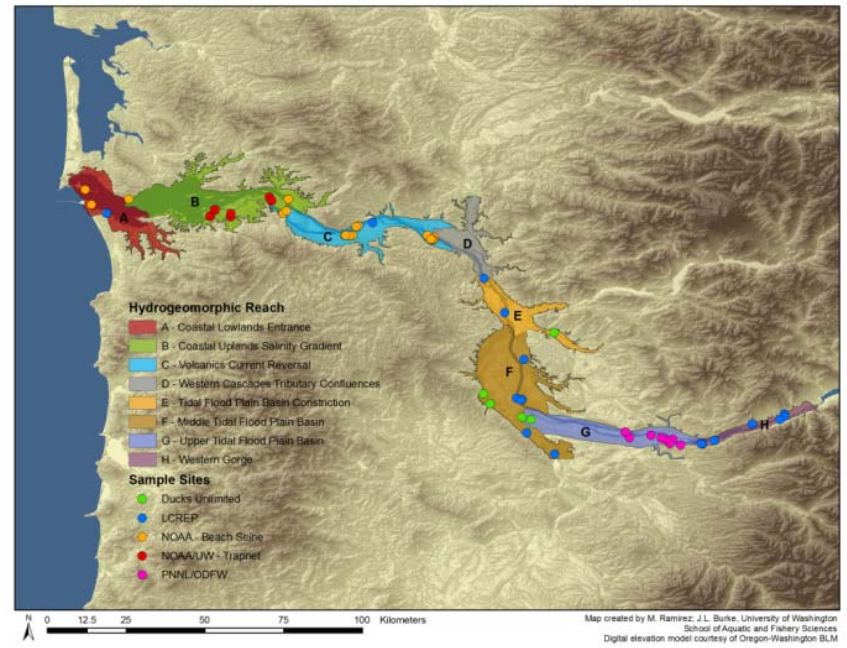 A
B
C
D
E
F
G
H
Hydrogeomorphic Reach
A - Coastal Lowlands Entrance
B - Coastal Uplands Salinity Gradient
C - Volcanics Current Reversal
D - Western Cascades Tributary Confluences
E - Tidal Flood Plain Basin Constriction
F - Middle Tidal Flood Plain Basin
G - Upper Tidal Flood Plain Basin
H - Western Gorge
Sample Sites
Ducks Unlimited
LCREP
NOAA - Beach Seine
NOAA/UW - Trapnet
PNNL/ODFW
N
0 12.5 25 50 75 100 Kilometers
Map created by M. Ramirez; J.L. Burke, University of Washington
School of Aquatic and Fishery Sciences
Digital elevation model courtesy of Oregon-Washington BLM